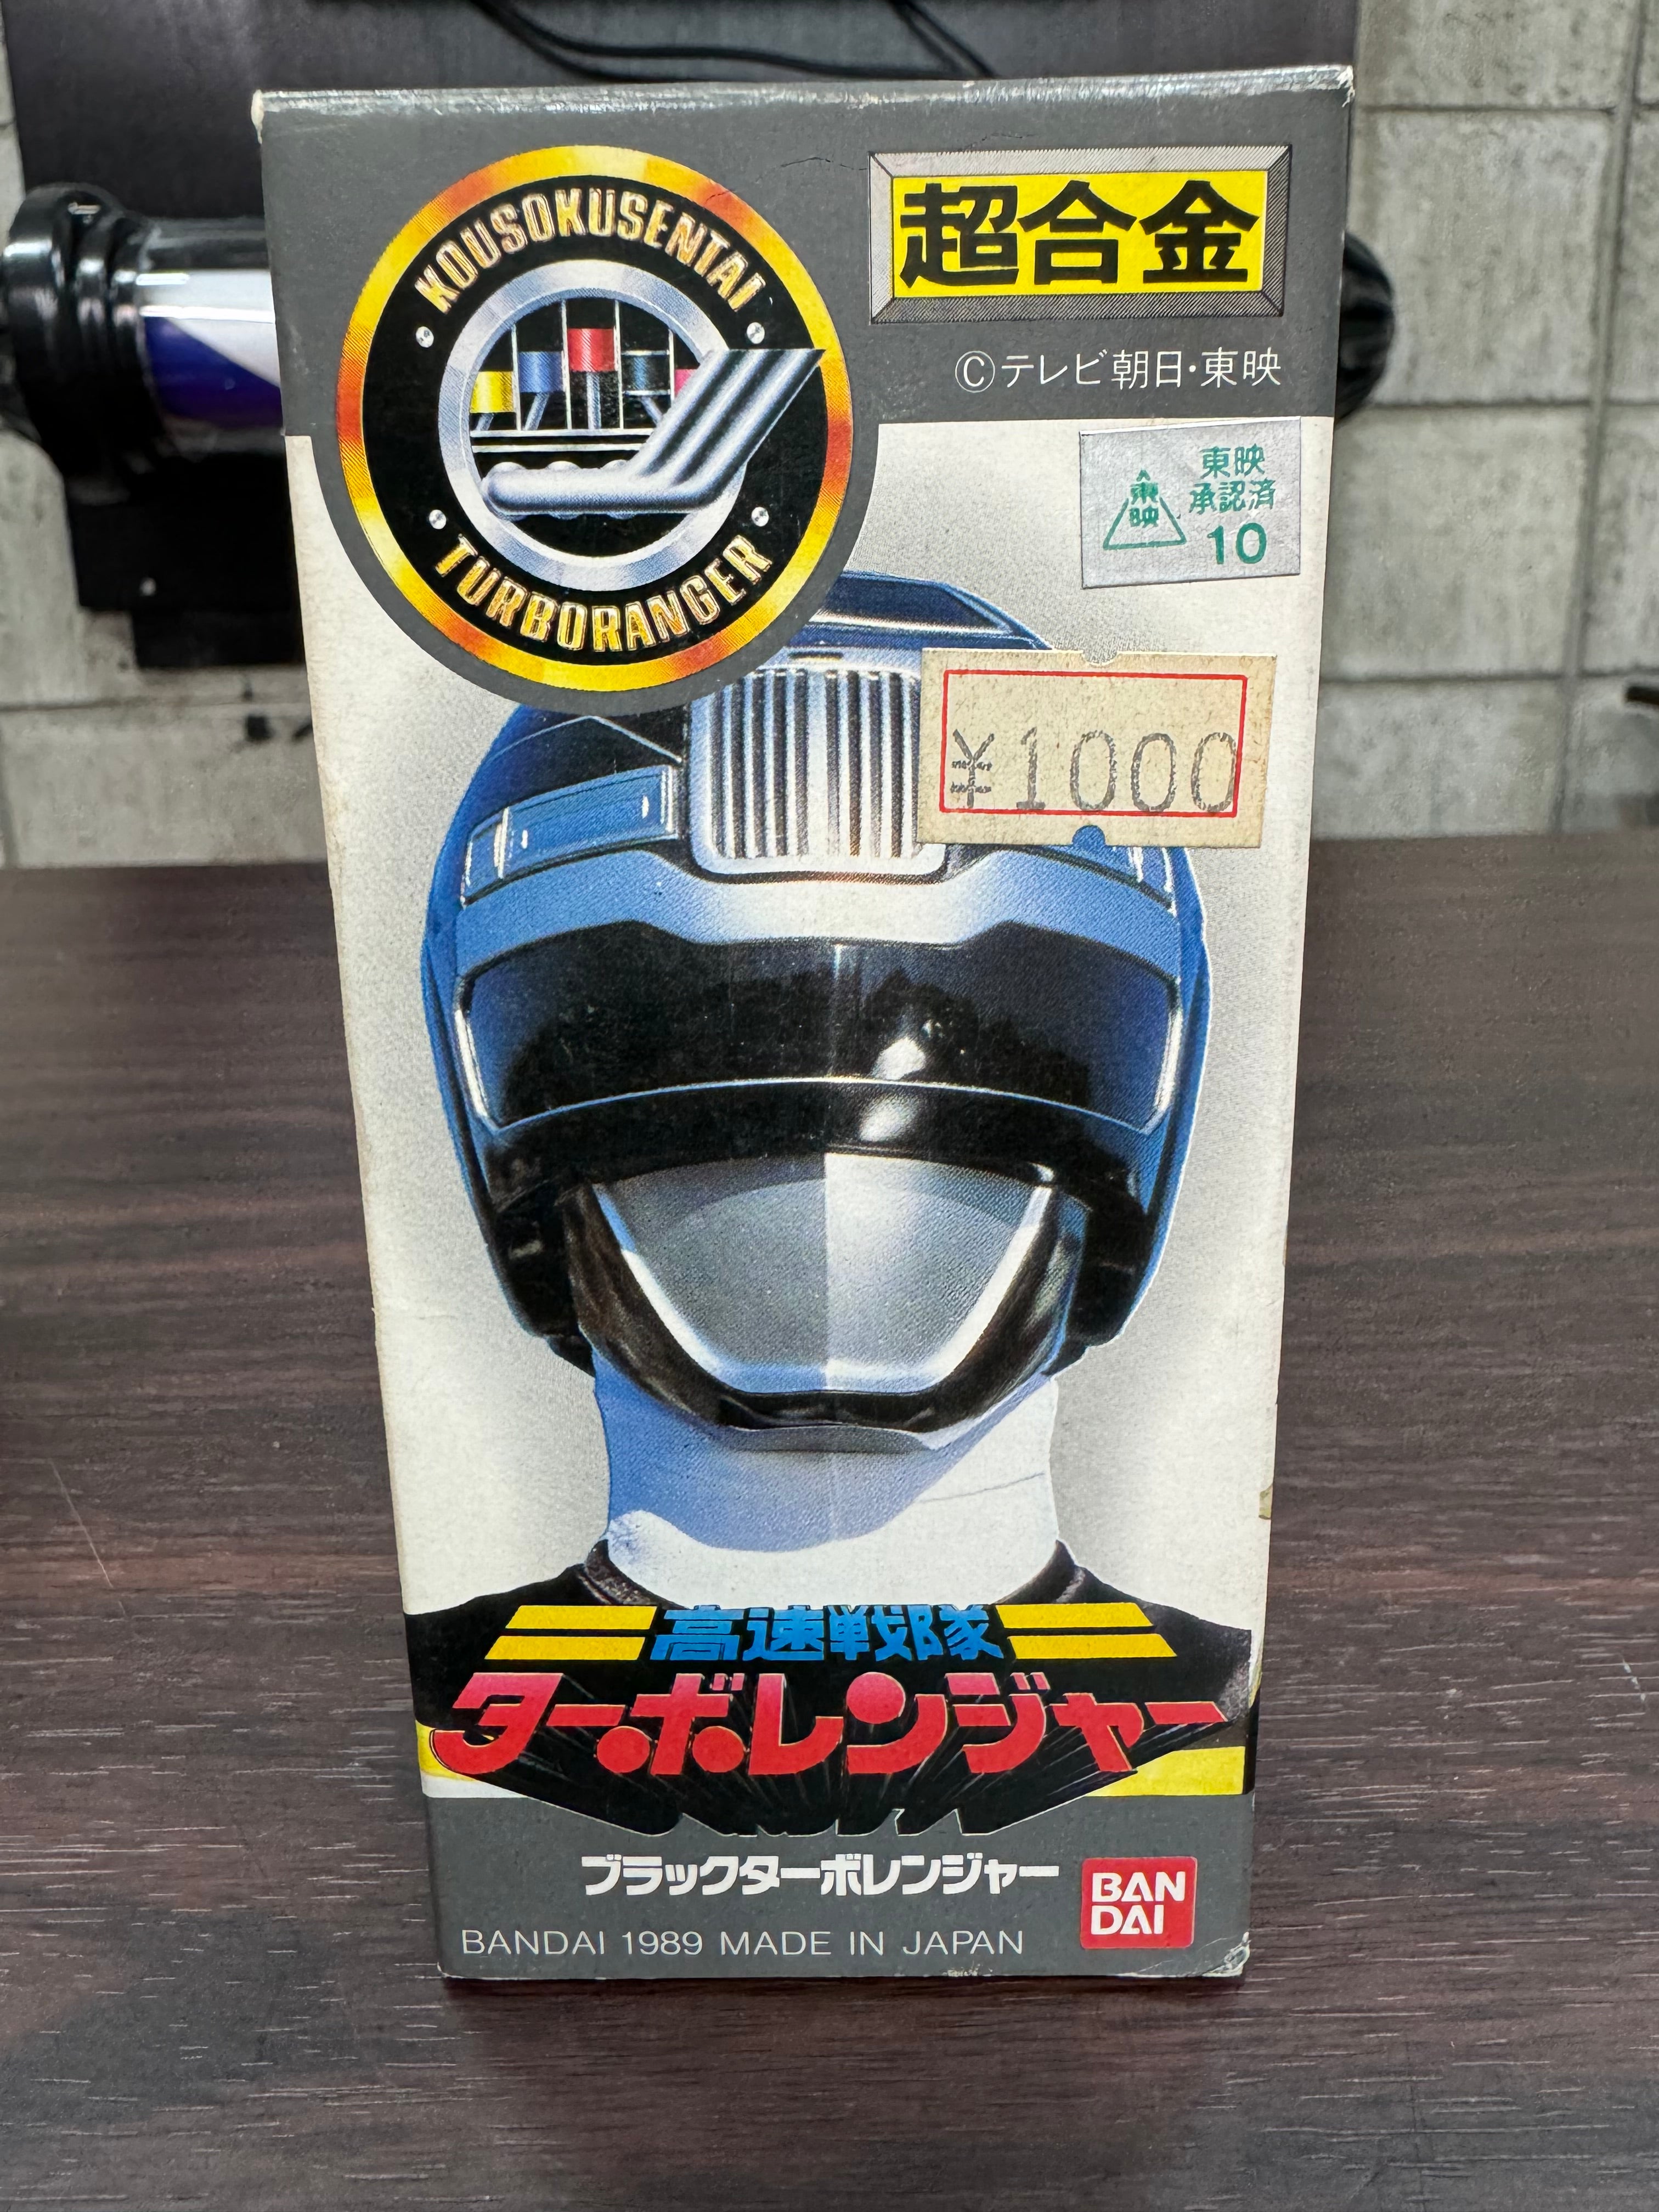 KOUSOKUSENTAI
TURBORANGER
超合金
©テレビ朝日・東映
東映
東映
承認済
10
¥1000
高速戦隊
ターボレンジャー
ブラックターボレンジャー
BAN
DAI
BANDAI 1989 MADE IN JAPAN